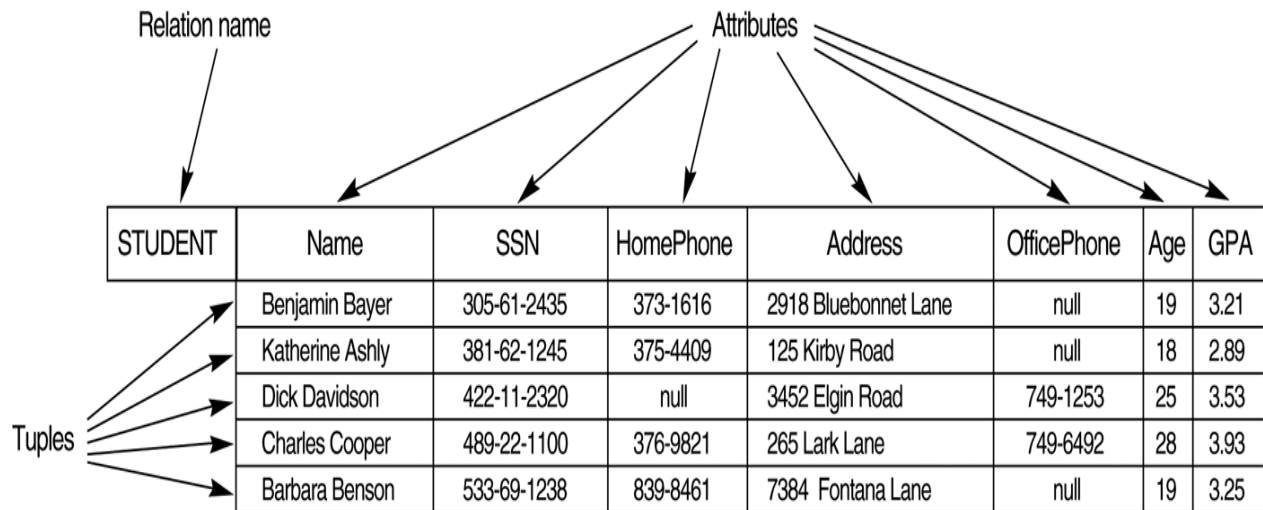 Relation name Attributes
STUDENT Name SSN HomePhone Address OfficePhone Age GPA
Benjamin Bayer 305-61-2435 373-1616 2918 Bluebonnet Lane null 19 3.21
Katherine Ashly 381-62-1245 375-4409 125 Kirby Road null 18 2.89
Dick Davidson 422-11-2320 null 3452 Elgin Road 749-1253 25 3.53
Tuples
Charles Cooper 489-22-1100 376-9821 265 Lark Lane 749-6492 28 3.93
Barbara Benson 533-69-1238 839-8461 7384 Fontana Lane null 19 3.25